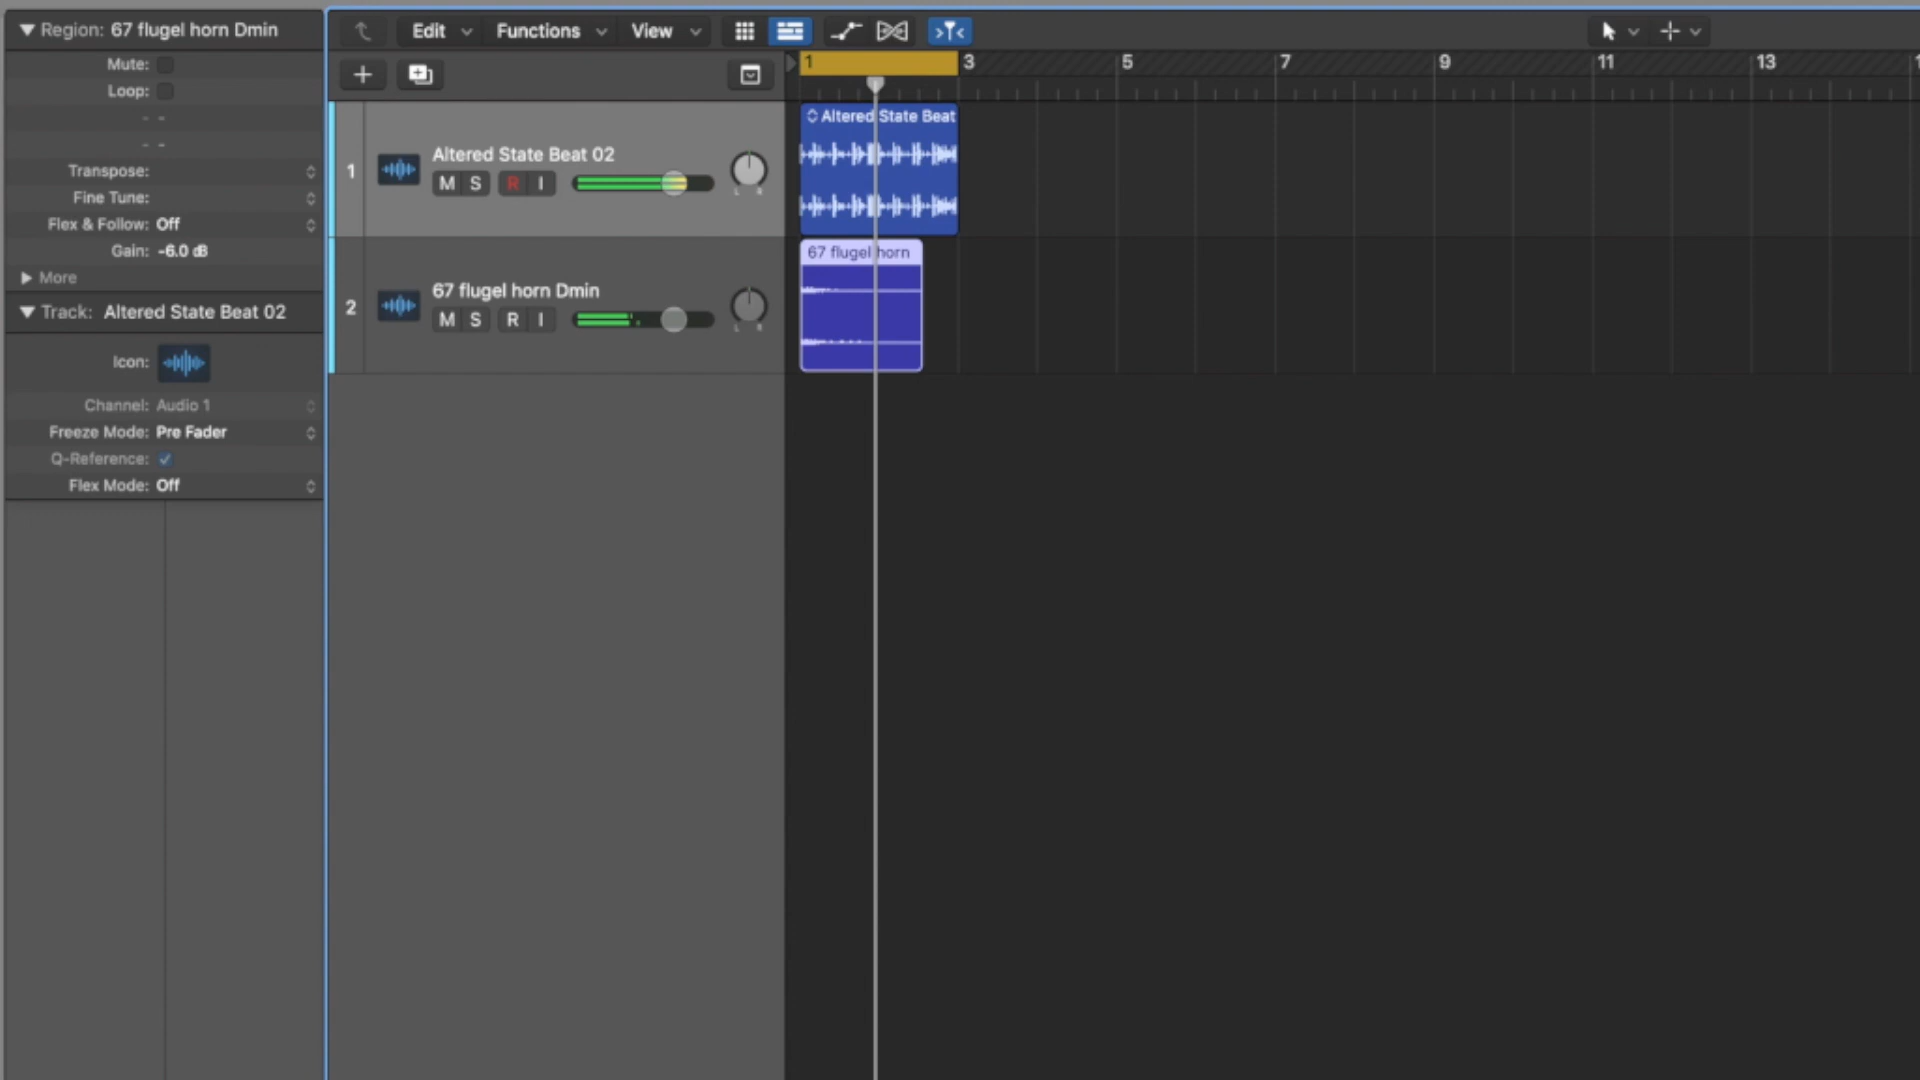 Region: 67 flugel horn Dmin
Mute:
Loop:
- -
- -
Transpose:
Fine Tune:
Flex & Follow: Off
Gain: -6.0 dB
More
Track: Altered State Beat 02
Icon:
Channel: Audio 1
Freeze Mode: Pre Fader
Q-Reference:
Flex Mode: Off
Edit Functions View
1 3 5 7 9 11 13
1 Altered State Beat 02
M S R I
L R
Altered State Beat
2 67 flugel horn Dmin
M S R I
L R
67 flugel horn